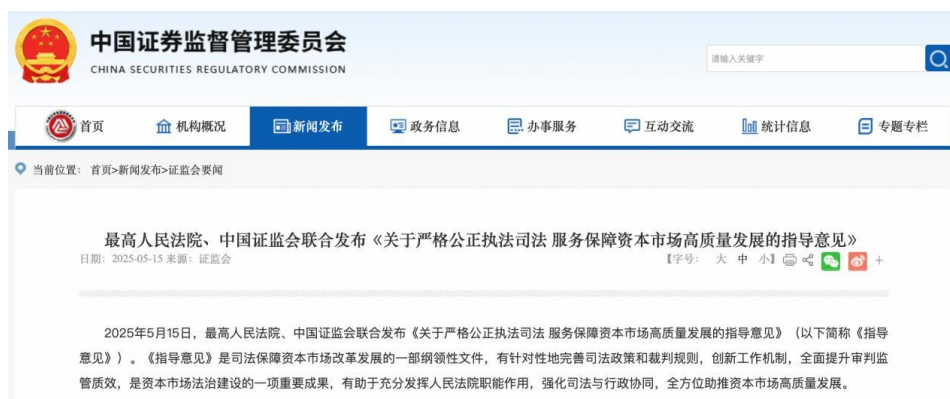 中国证券监督管理委员会
CHINA SECURITIES REGULATORY COMMISSION
请输入关键字
首页 机构概况 新闻发布 政务信息 办事服务 互动交流 统计信息 专题专栏
当前位置： 首页>新闻发布>证监会要闻
最高人民法院、中国证监会联合发布《关于严格公正执法司法 服务保障资本市场高质量发展的指导意见》
日期：2025-05-15 来源：证监会 【字号： 大 中 小】
2025年5月15日，最高人民法院、中国证监会联合发布《关于严格公正执法司法 服务保障资本市场高质量发展的指导意见》（以下简称《指导
意见》）。《指导意见》是司法保障资本市场改革发展的一部纲领性文件，有针对性地完善司法政策和裁判规则，创新工作机制，全面提升审判监
管质效，是资本市场法治建设的一项重要成果，有助于充分发挥人民法院职能作用，强化司法与行政协同，全方位助推资本市场高质量发展。